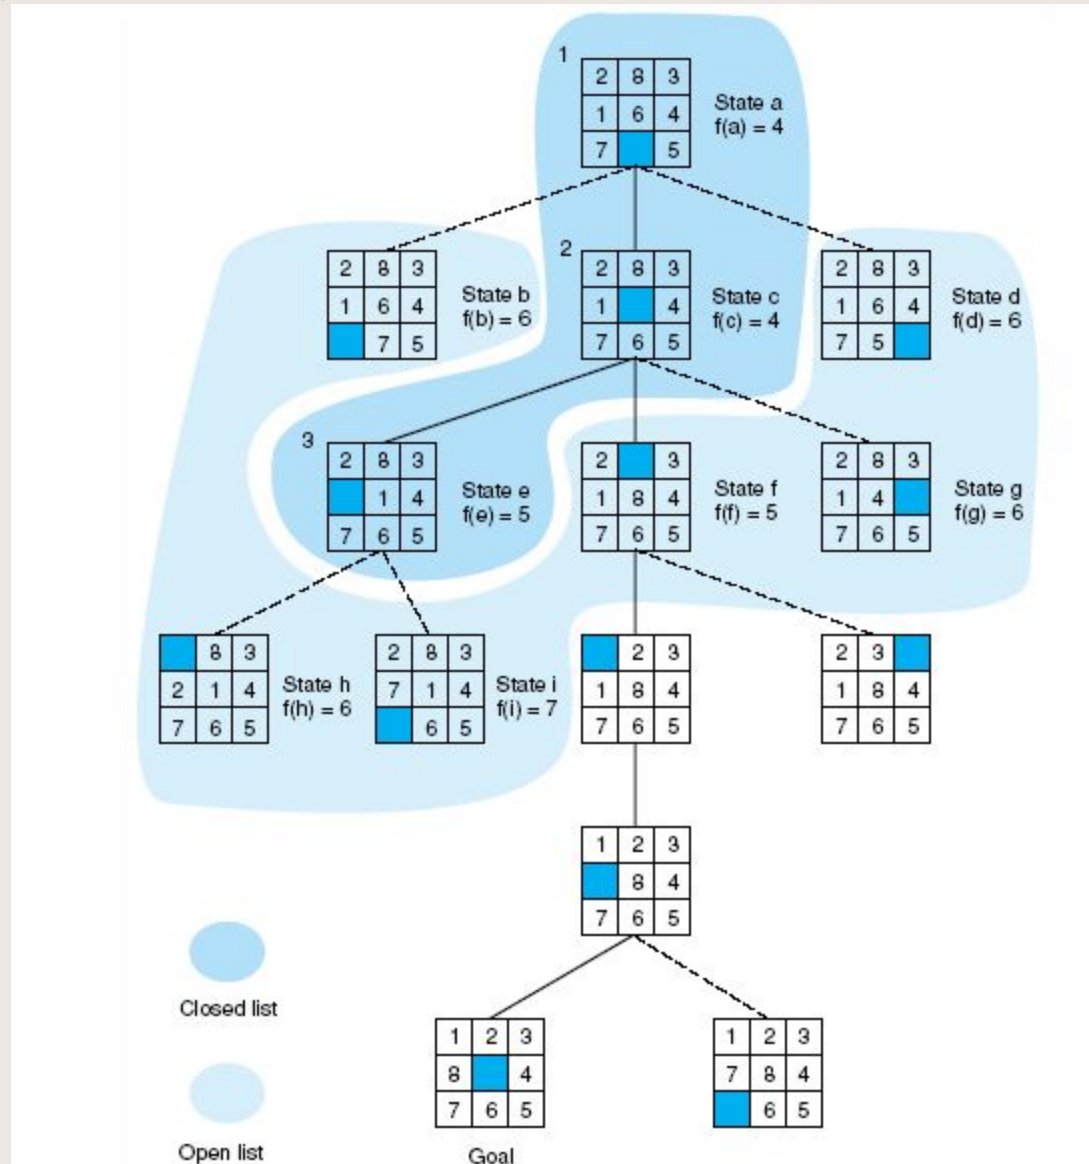 1
2 8 3
1 6 4
7 5
State a
f(a) = 4
2 8 3
1 6 4
7 5
State b
f(b) = 6
2
2 8 3
1 4
7 6 5
State c
f(c) = 4
2 8 3
1 6 4
7 5
State d
f(d) = 6
3
2 8 3
1 4
7 6 5
State e
f(e) = 5
2 3
1 8 4
7 6 5
State f
f(f) = 5
2 8 3
1 4
7 6 5
State g
f(g) = 6
8 3
2 1 4
7 6 5
State h
f(h) = 6
2 8 3
7 1 4
6 5
State i
f(i) = 7
2 3
1 8 4
7 6 5
2 3
1 8 4
7 6 5
1 2 3
8 4
7 6 5
Closed list
1 2 3
8 4
7 6 5
Goal
1 2 3
7 8 4
6 5
Open list